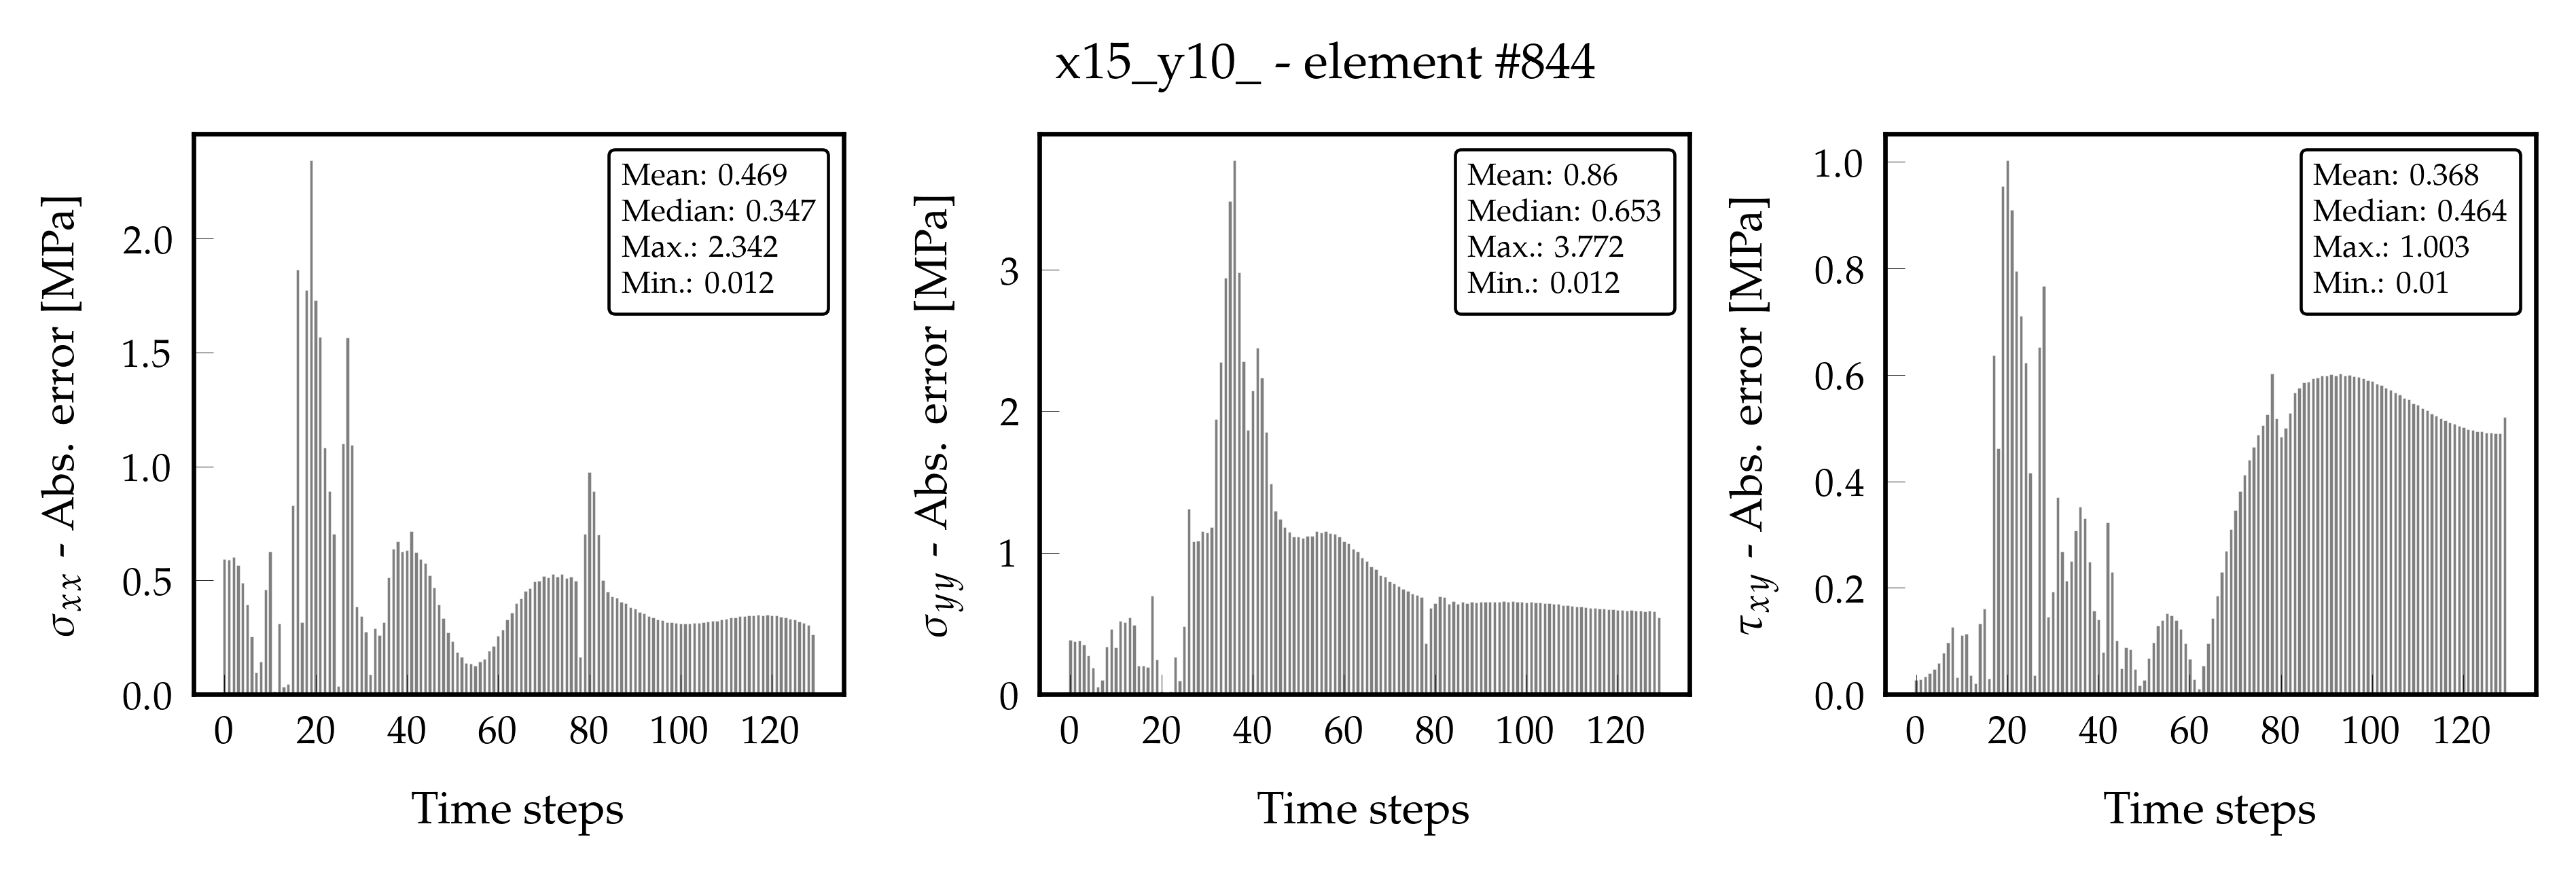 x15_y10_ - element #844
σxx - Abs. error [MPa]
2.0
1.5
1.0
0.5
0.0
Mean: 0.469
Median: 0.347
Max.: 2.342
Min.: 0.012
0 20 40 60 80 100 120
Time steps
σyy - Abs. error [MPa]
3
2
1
0
Mean: 0.86
Median: 0.653
Max.: 3.772
Min.: 0.012
0 20 40 60 80 100 120
Time steps
τxy - Abs. error [MPa]
1.0
0.8
0.6
0.4
0.2
0.0
Mean: 0.368
Median: 0.464
Max.: 1.003
Min.: 0.01
0 20 40 60 80 100 120
Time steps